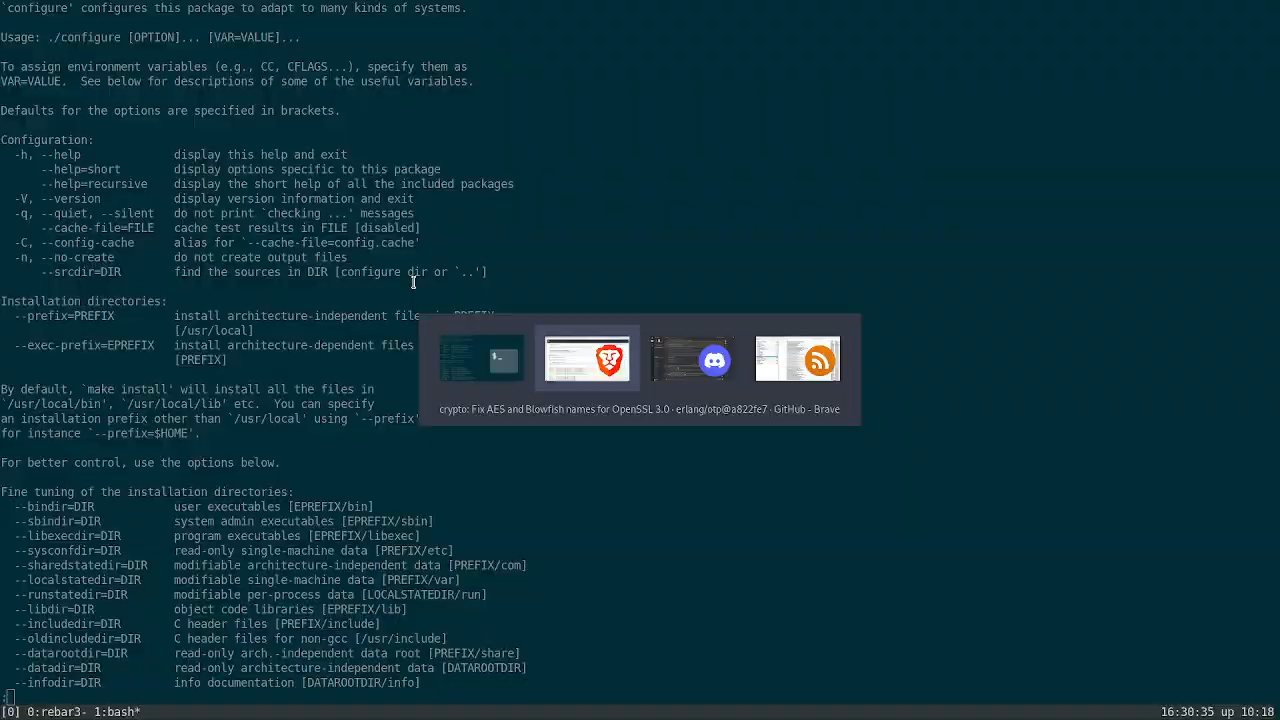 `configure' configures this package to adapt to many kinds of systems.
Usage: ./configure [OPTION]... [VAR=VALUE]...
To assign environment variables (e.g., CC, CFLAGS...), specify them as
VAR=VALUE.  See below for descriptions of some of the useful variables.
Defaults for the options are specified in brackets.
Configuration:
  -h, --help              display this help and exit
      --help=short        display options specific to this package
      --help=recursive    display the short help of all the included packages
  -V, --version           display version information and exit
  -q, --quiet, --silent   do not print `checking ...' messages
      --cache-file=FILE   cache test results in FILE [disabled]
  -C, --config-cache      alias for `--cache-file=config.cache'
  -n, --no-create         do not create output files
      --srcdir=DIR        find the sources in DIR [configure dir or `..']
Installation directories:
  --prefix=PREFIX         install architecture-independent files in PREFIX
                          [/usr/local]
  --exec-prefix=EPREFIX   install architecture-dependent files
                          [PREFIX]
By default, `make install' will install all the files in
`/usr/local/bin', `/usr/local/lib' etc.  You can specify
an installation prefix other than `/usr/local' using `--prefix'
for instance `--prefix=$HOME'.
crypto: Fix AES and Blowfish names for OpenSSL 3.0 · erlang/otp@a822fe7 · GitHub - Brave
For better control, use the options below.
Fine tuning of the installation directories:
  --bindir=DIR            user executables [EPREFIX/bin]
  --sbindir=DIR           system admin executables [EPREFIX/sbin]
  --libexecdir=DIR        program executables [EPREFIX/libexec]
  --sysconfdir=DIR        read-only single-machine data [PREFIX/etc]
  --sharedstatedir=DIR    modifiable architecture-independent data [PREFIX/com]
  --localstatedir=DIR     modifiable single-machine data [PREFIX/var]
  --runstatedir=DIR       modifiable per-process data [LOCALSTATEDIR/run]
  --libdir=DIR            object code libraries [EPREFIX/lib]
  --includedir=DIR        C header files [PREFIX/include]
  --oldincludedir=DIR     C header files for non-gcc [/usr/include]
  --datarootdir=DIR       read-only arch.-independent data root [PREFIX/share]
  --datadir=DIR           read-only architecture-independent data [DATAROOTDIR]
  --infodir=DIR           info documentation [DATAROOTDIR/info]
:
[0] 0:rebar3- 1:bash* 16:30:35 up 10:18